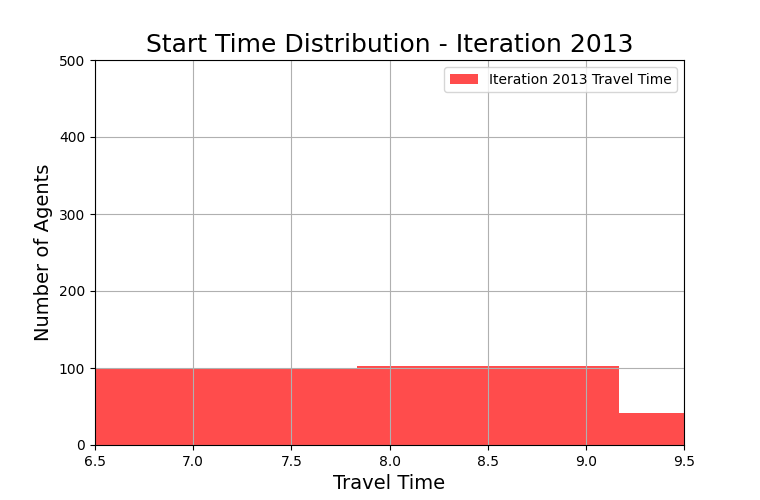 Start Time Distribution - Iteration 2013
500
Iteration 2013 Travel Time
400
300
200
100
0
Number of Agents
6.5 7.0 7.5 8.0 8.5 9.0 9.5
Travel Time